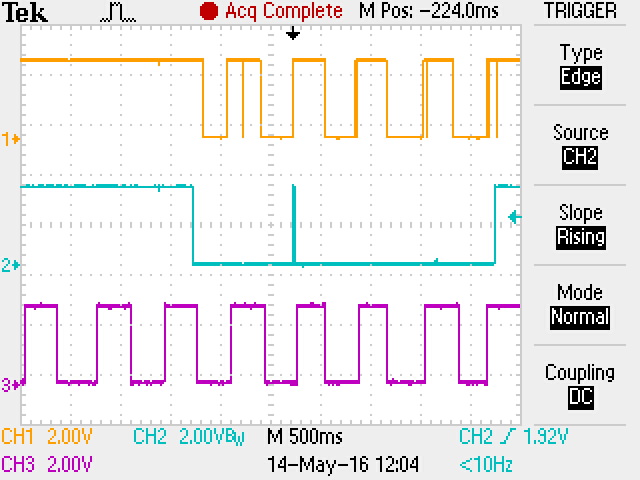 Tek Acq Complete M Pos: -224.0ms TRIGGER
Type
Edge
Source
CH2
Slope
Rising
Mode
Normal
Coupling
DC
1
2
3
CH1 2.00V CH2 2.00VBW M 500ms CH2 1.92V
CH3 2.00V 14-May-16 12:04 <10Hz